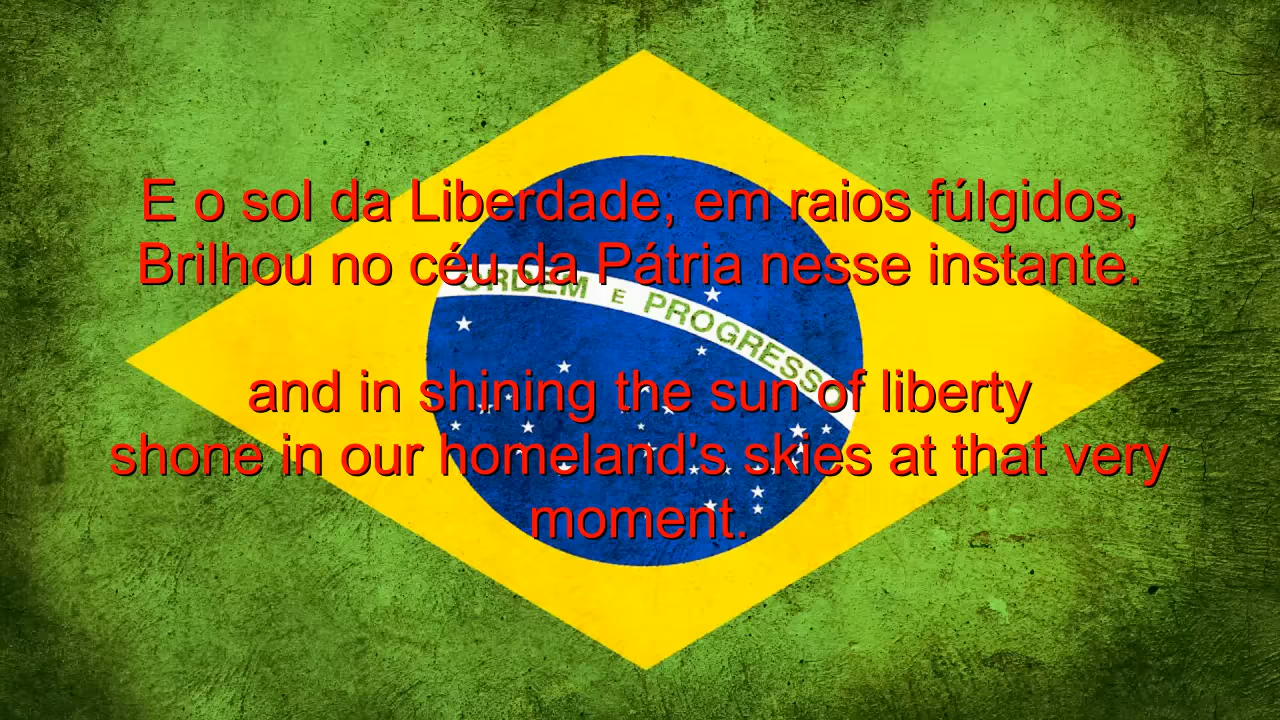 E o sol da Liberdade, em raios fúlgidos,
Brilhou no céu da Pátria nesse instante.
ORDEM E PROGRESSO
and in shining the sun of liberty
shone in our homeland's skies at that very
moment.